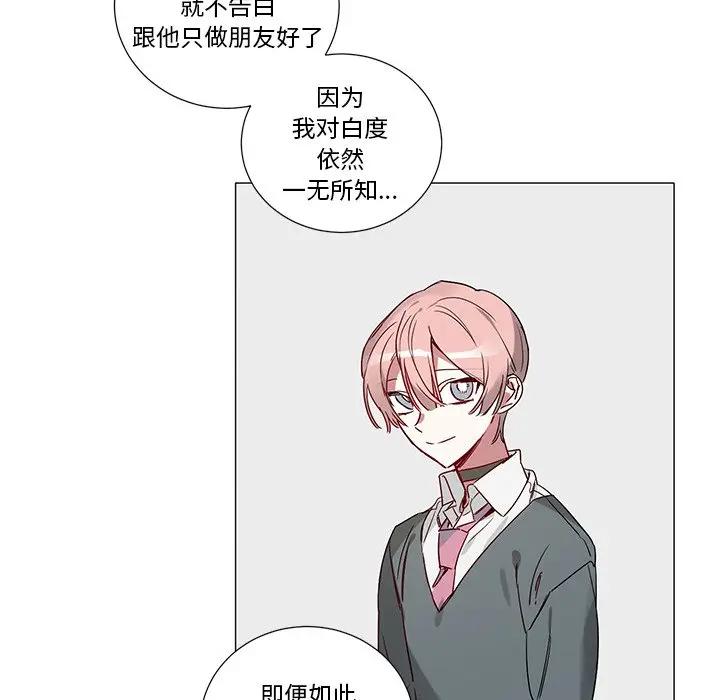 就不告白
跟他只做朋友好了
因为
我对白度
依然
一无所知...
即便如此